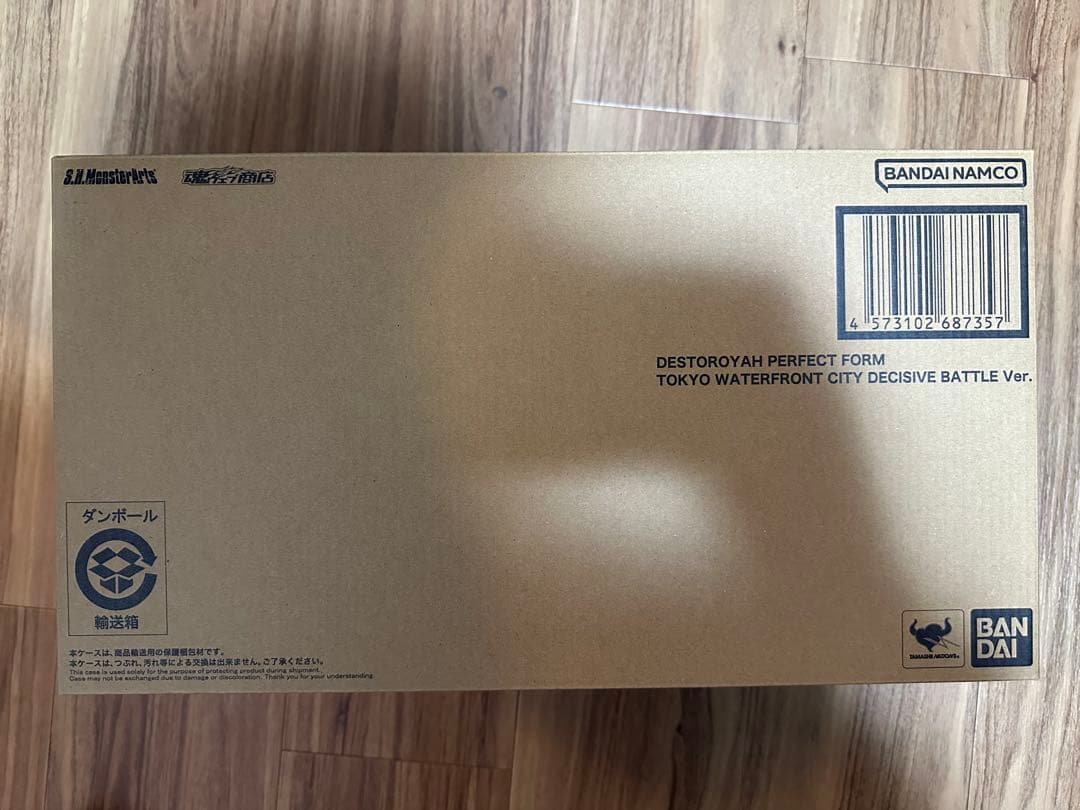 S.H.MonsterArts
魂ウェブ商店
BANDAI NAMCO
4 573102 687357
DESTOROYAH PERFECT FORM
TOKYO WATERFRONT CITY DECISIVE BATTLE Ver.
ダンボール
輸送箱
本ケースは、商品輸送用の保護梱包材です。
本ケースは、つぶれ、汚れ等による交換は出来ません。ご了承ください。
This case is used solely for the purpose of protecting product during shipment.
Case may not be exchanged due to damage or discoloration. Thank you for your understanding.
TAMASHII NATIONS
BAN
DAI